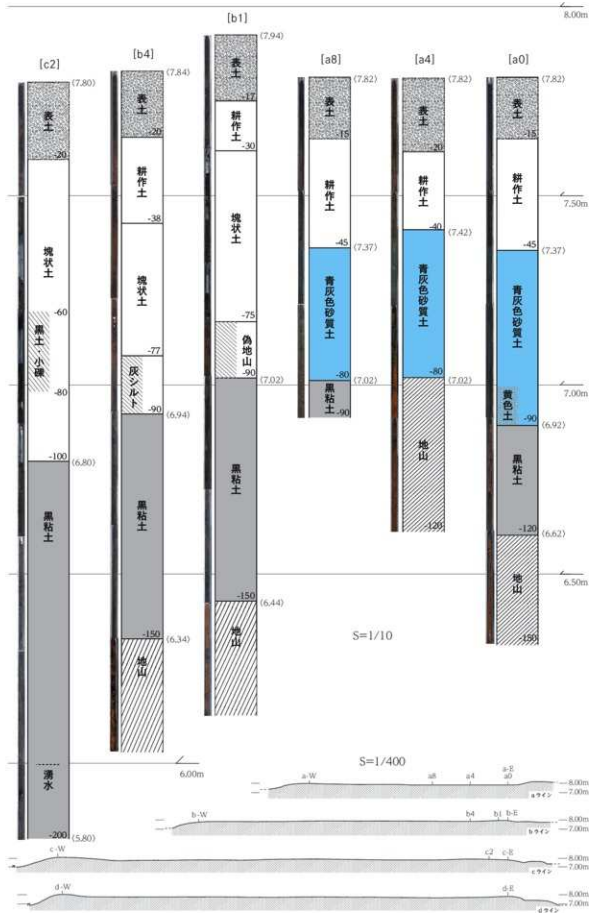 8.00m
[c2]
(7.80)
表土
-20
塊状土
-60
黒土・小礫
-80
-100
(6.80)
黒粘土
湧水
-200
(5.80)
[b4]
(7.84)
表土
-20
耕作土
-38
塊状土
-77
灰シルト
-90
(6.94)
黒粘土
-150
(6.34)
地山
[b1]
(7.94)
表土
-17
耕作土
-30
塊状土
-75
偽地山
-90
(7.02)
黒粘土
-150
(6.44)
地山
[a8]
(7.82)
表土
-15
耕作土
-45
(7.37)
青灰色砂質土
-80
(7.02)
黒粘土
-90
[a4]
(7.82)
表土
-20
耕作土
-40
(7.42)
青灰色砂質土
-80
(7.02)
地山
-120
[a0]
(7.82)
表土
-15
耕作土
-45
(7.37)
青灰色砂質土
黄色土
-90
(6.92)
黒粘土
-120
(6.62)
地山
-150
7.50m
7.00m
6.50m
6.00m
S=1/10
S=1/400
a-W a8 a4 a-E a0
8.00m
7.00m
aライン
b-W b4 b1 b-E
8.00m
7.00m
bライン
c-W c2 c-E
8.00m
7.00m
cライン
d-W d-E
8.00m
7.00m
dライン